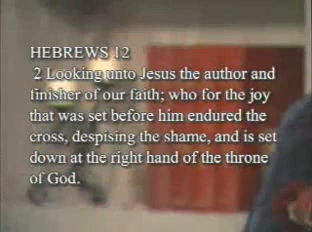 HEBREWS 12
2 Looking unto Jesus the author and
finisher of our faith; who for the joy
that was set before him endured the
cross, despising the shame, and is set
down at the right hand of the throne
of God.